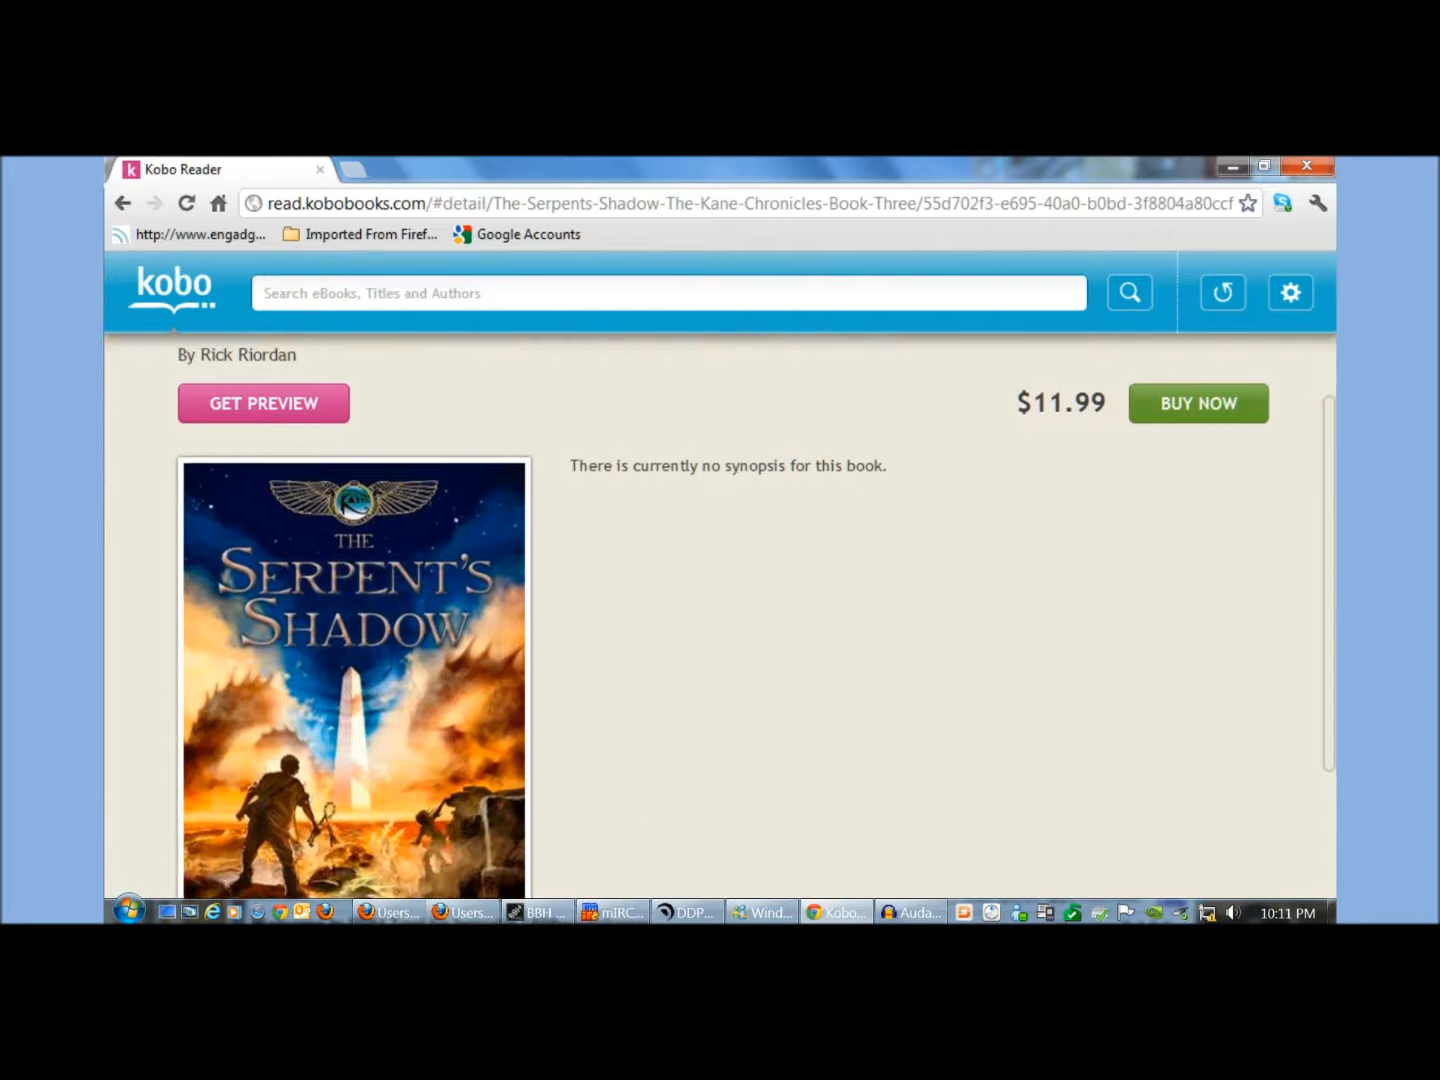 k Kobo Reader
read.kobobooks.com/#detail/The-Serpents-Shadow-The-Kane-Chronicles-Book-Three/55d702f3-e695-40a0-b0bd-3f8804a80ccf
http://www.engadg... Imported From Firef... Google Accounts
kobo Search eBooks, Titles and Authors
By Rick Riordan
GET PREVIEW $11.99 BUY NOW
There is currently no synopsis for this book.
THE
SERPENT'S
SHADOW
Users... Users... BBH ... mIRC... DDP... Wind... Kobo... Auda... 10:11 PM